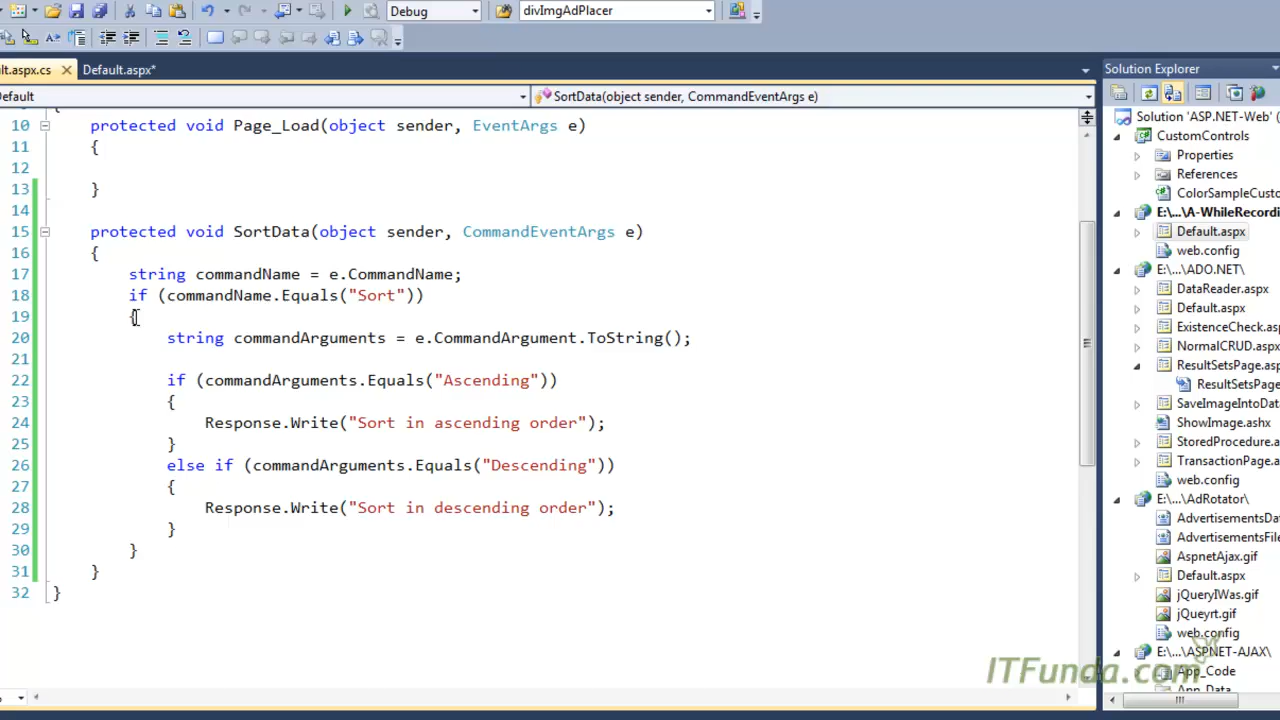 Debug
divImgAdPlacer
lt.aspx.cs
Default.aspx*
Default
SortData(object sender, CommandEventArgs e)
{
10 protected void Page_Load(object sender, EventArgs e)
11 {
12
13 }
14
15 protected void SortData(object sender, CommandEventArgs e)
16 {
17 string commandName = e.CommandName;
18 if (commandName.Equals("Sort"))
19 {
20 string commandArguments = e.CommandArgument.ToString();
21
22 if (commandArguments.Equals("Ascending"))
23 {
24 Response.Write("Sort in ascending order");
25 }
26 else if (commandArguments.Equals("Descending"))
27 {
28 Response.Write("Sort in descending order");
29 }
30 }
31 }
32 }
Solution Explorer
Solution 'ASP.NET-Web' (
CustomControls
Properties
References
ColorSampleCusto
E:\...\A-WhileRecordi
Default.aspx
web.config
E:\...\ADO.NET\
DataReader.aspx
Default.aspx
ExistenceCheck.a
NormalCRUD.aspx
ResultSetsPage.asp
ResultSetsPage
SaveImageIntoDat
ShowImage.ashx
StoredProcedure.a
TransactionPage.a
web.config
E:\...\AdRotator\
AdvertisementsDa
AdvertisementsFile
AspnetAjax.gif
Default.aspx
jQueryIWas.gif
jQueyrt.gif
web.config
E:\...\ASPNET-AJAX\
App_Code
App_Data
ITFunda.com